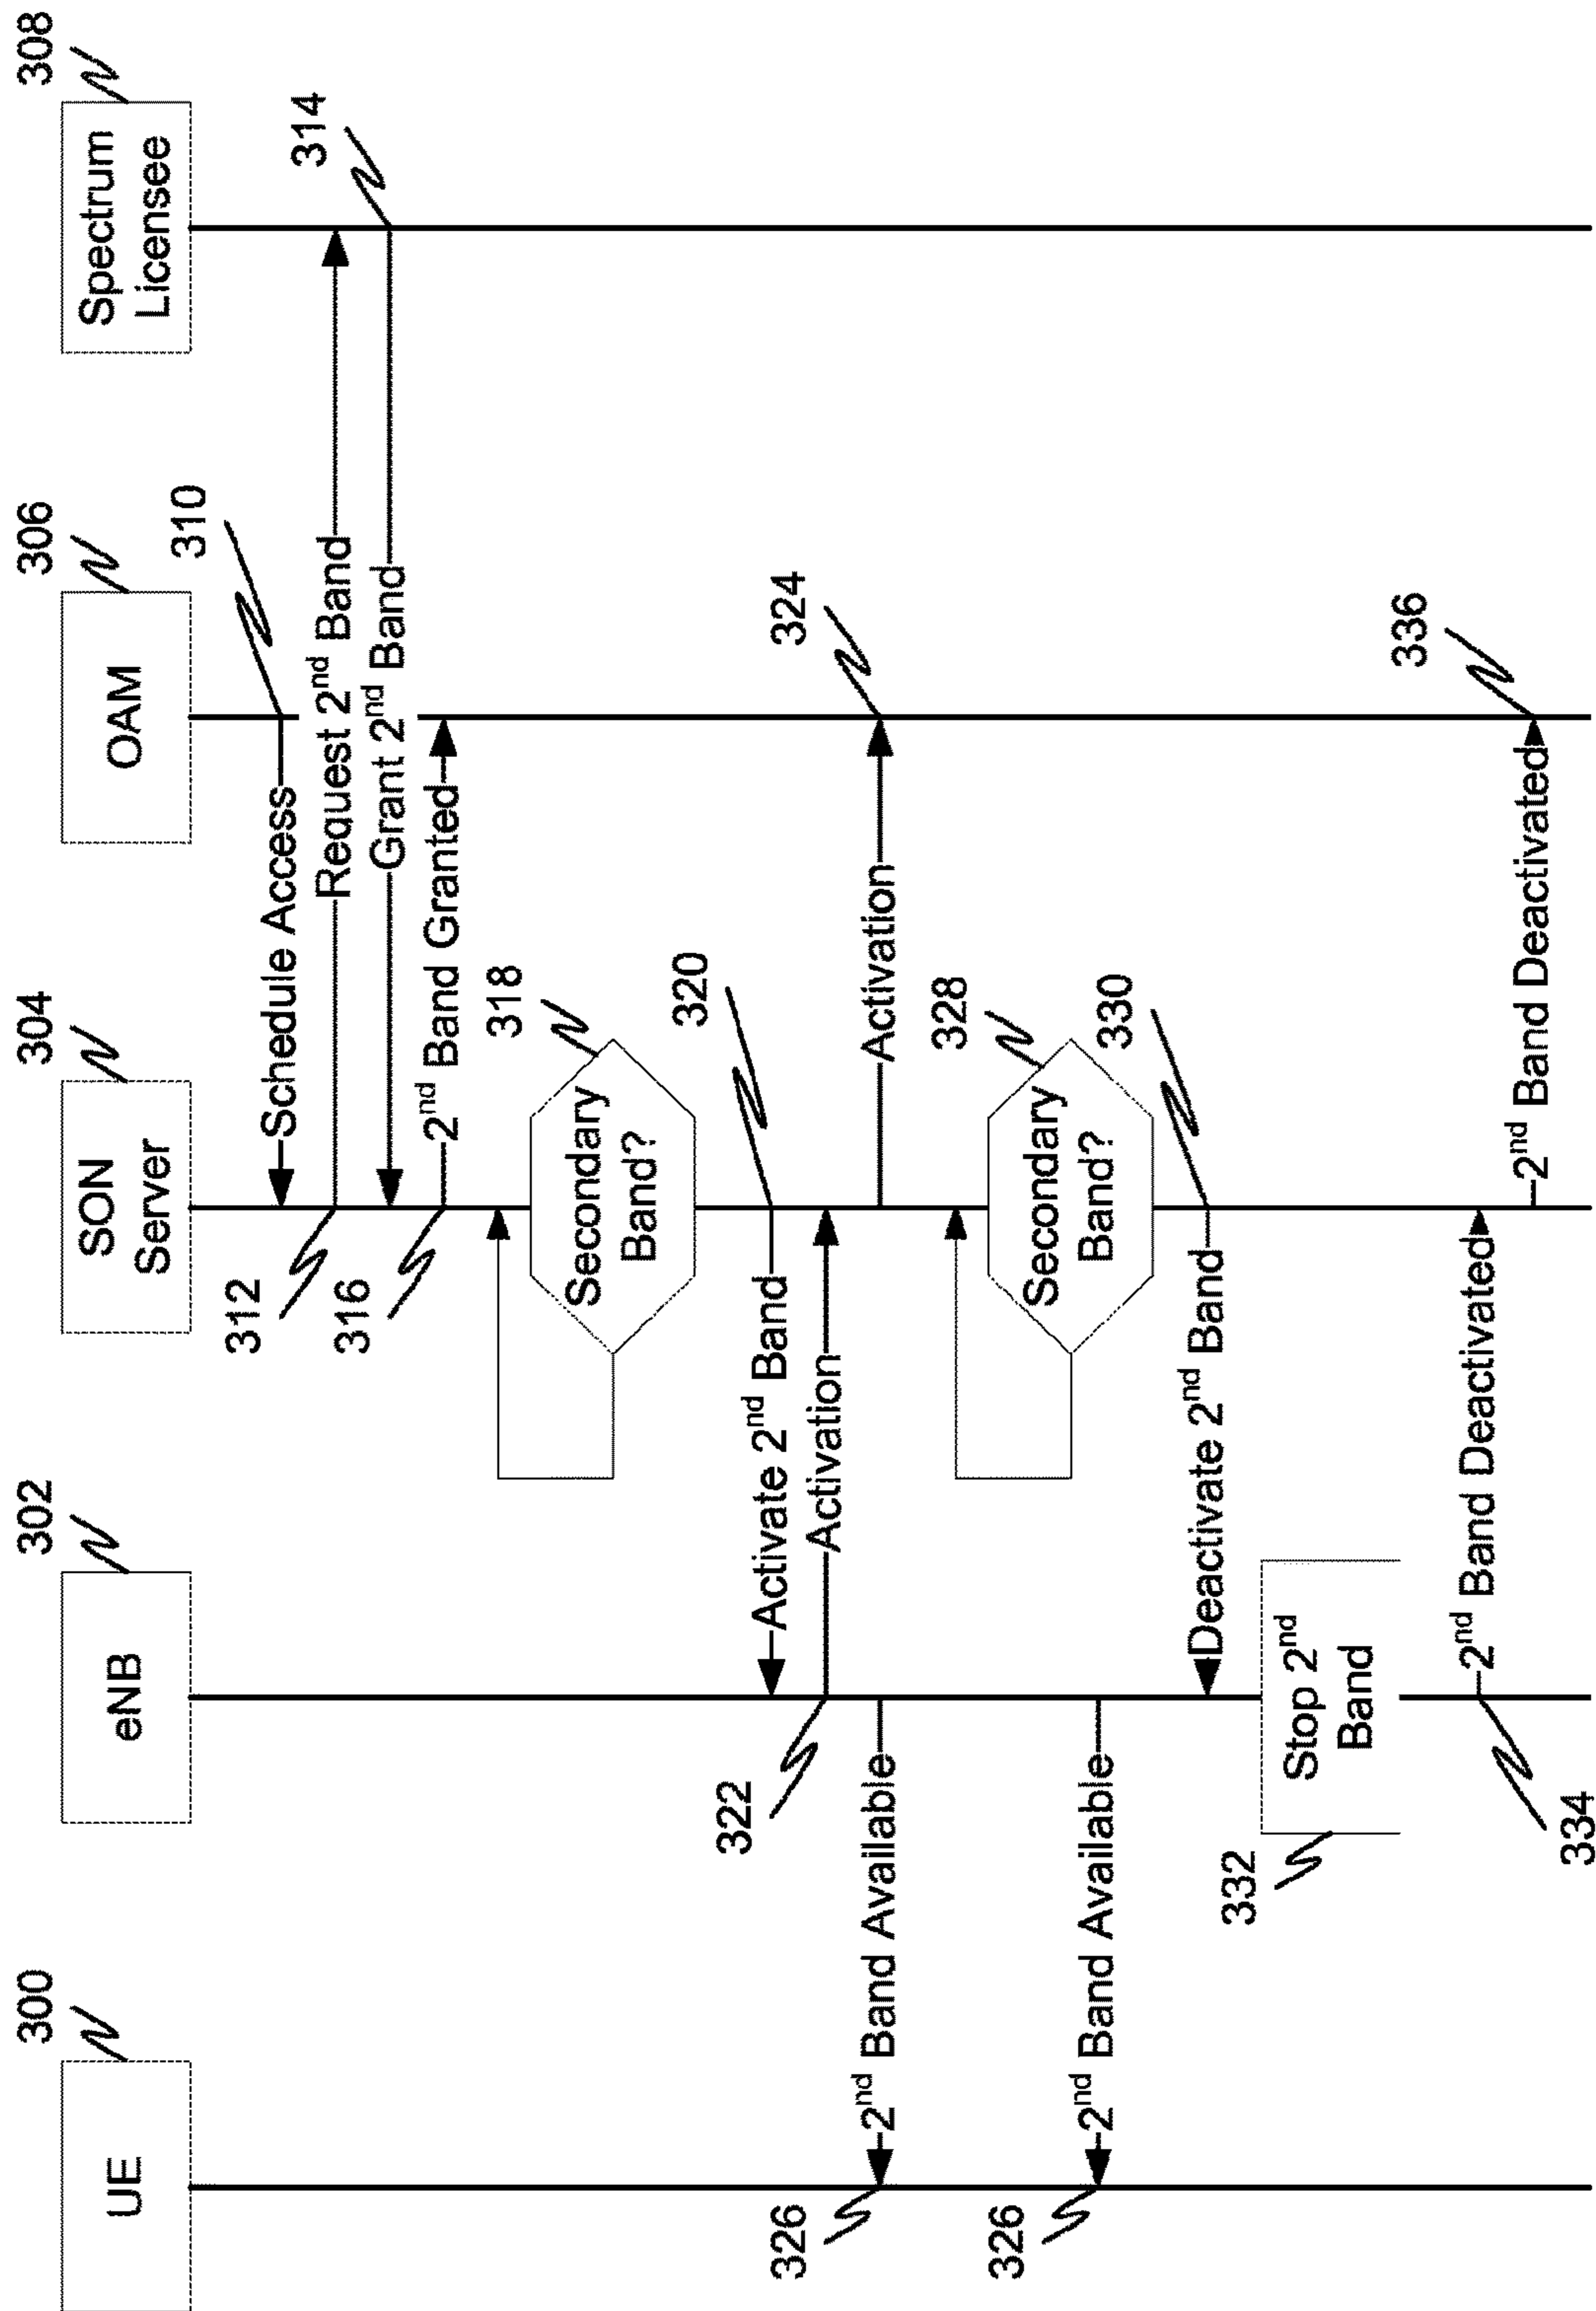 300
302
304
306
308
UE
eNB
SON
Server
OAM
Spectrum
Licensee
310
Schedule Access
312
Request 2nd Band
314
Grant 2nd Band
316
2nd Band Granted
318
Secondary
Band?
320
Activate 2nd Band
322
Activation
324
Activation
326
2nd Band Available
328
Secondary
Band?
326
2nd Band Available
330
Deactivate 2nd Band
332
Stop 2nd
Band
334
2nd Band Deactivated
336
2nd Band Deactivated